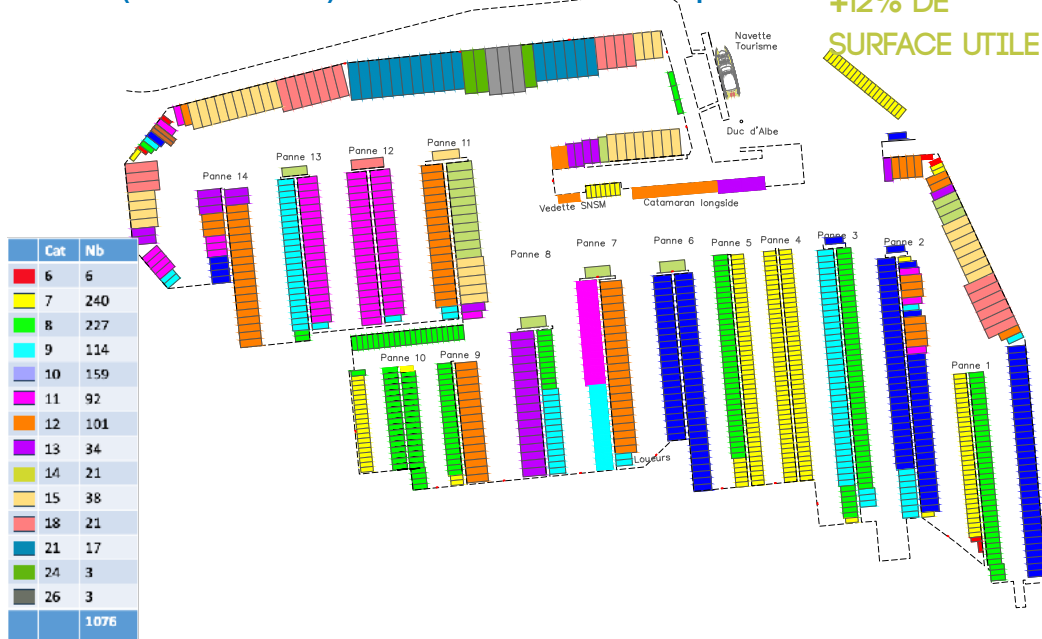 +12% DE
SURFACE UTILE
Navette
Tourisme
Duc d'Albe
Panne 11
Panne 12
Panne 13
Panne 14
Vedette SNSM
Catamaran longside
Panne 8
Panne 7
Panne 6
Panne 5
Panne 4
Panne 3
Panne 2
Panne 10
Panne 9
Panne 1
Loueurs
Cat Nb
6 6
7 240
8 227
9 114
10 159
11 92
12 101
13 34
14 21
15 38
18 21
21 17
24 3
26 3
1076